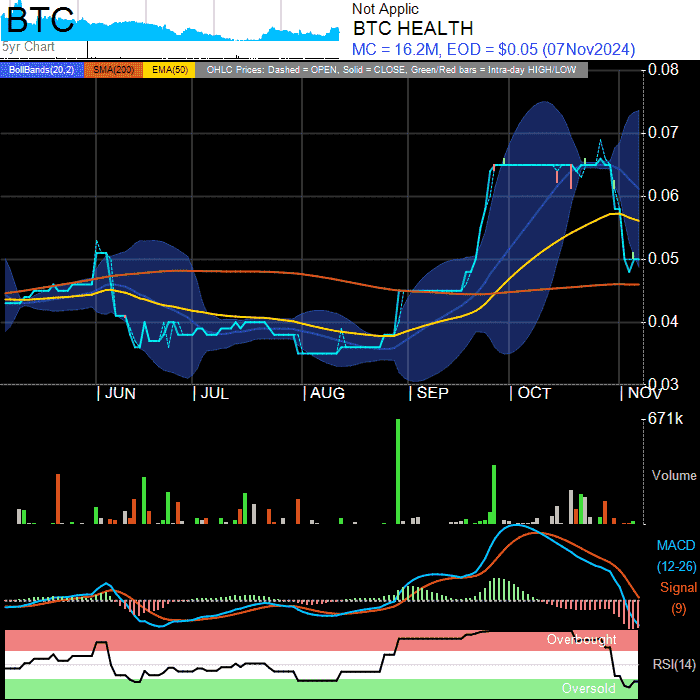 BTC
5yr Chart
Not Applic
BTC HEALTH
MC = 16.2M, EOD = $0.05 (07Nov2024)
BollBands(20,2) SMA(200) EMA(50) OHLC Prices: Dashed = OPEN, Solid = CLOSE, Green/Red bars = Intra-day HIGH/LOW
0.08
0.07
0.06
0.05
0.04
0.03
JUN JUL AUG SEP OCT NOV
671k
Volume
MACD
(12-26)
Signal
(9)
Overbought
RSI(14)
Oversold